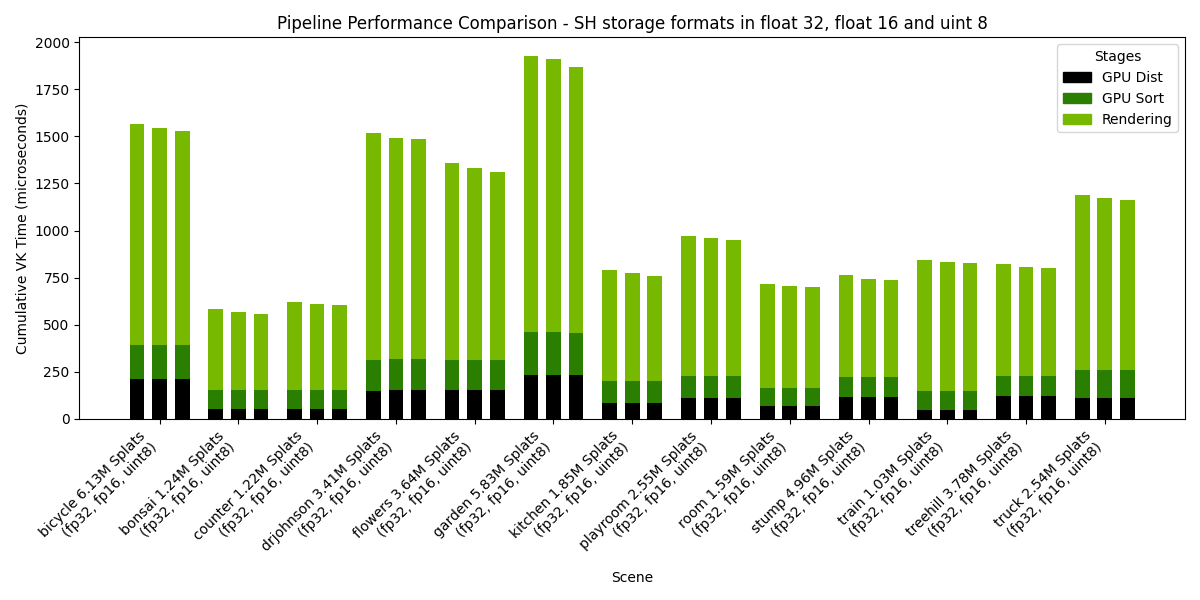 Pipeline Performance Comparison - SH storage formats in float 32, float 16 and uint 8
Stages
GPU Dist
GPU Sort
Rendering
Cumulative VK Time (microseconds)
2000
1750
1500
1250
1000
750
500
250
0
bicycle 6.13M Splats
(fp32, fp16, uint8)
bonsai 1.24M Splats
(fp32, fp16, uint8)
counter 1.22M Splats
(fp32, fp16, uint8)
drjohnson 3.41M Splats
(fp32, fp16, uint8)
flowers 3.64M Splats
(fp32, fp16, uint8)
garden 5.83M Splats
(fp32, fp16, uint8)
kitchen 1.85M Splats
(fp32, fp16, uint8)
playroom 2.55M Splats
(fp32, fp16, uint8)
room 1.59M Splats
(fp32, fp16, uint8)
stump 4.96M Splats
(fp32, fp16, uint8)
train 1.03M Splats
(fp32, fp16, uint8)
treehill 3.78M Splats
(fp32, fp16, uint8)
truck 2.54M Splats
(fp32, fp16, uint8)
Scene